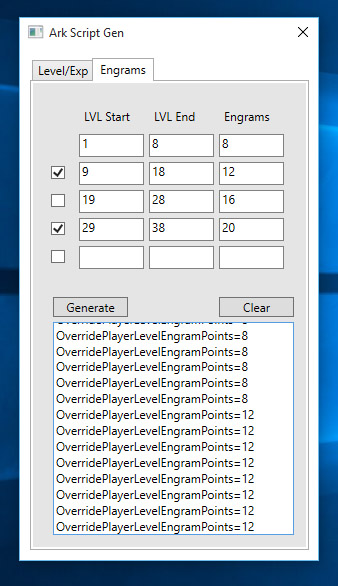 Ark Script Gen
Level/Exp Engrams
LVL Start LVL End Engrams
1 8 8
9 18 12
19 28 16
29 38 20
Generate Clear
OverridePlayerLevelEngramPoints=8
OverridePlayerLevelEngramPoints=8
OverridePlayerLevelEngramPoints=8
OverridePlayerLevelEngramPoints=8
OverridePlayerLevelEngramPoints=8
OverridePlayerLevelEngramPoints=8
OverridePlayerLevelEngramPoints=12
OverridePlayerLevelEngramPoints=12
OverridePlayerLevelEngramPoints=12
OverridePlayerLevelEngramPoints=12
OverridePlayerLevelEngramPoints=12
OverridePlayerLevelEngramPoints=12
OverridePlayerLevelEngramPoints=12
OverridePlayerLevelEngramPoints=12